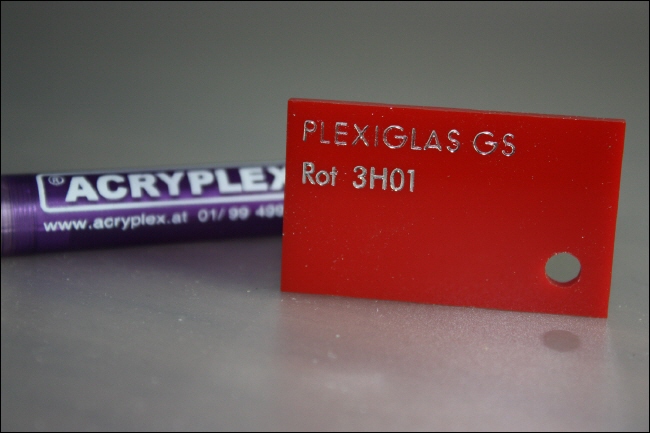 PLEXIGLAS GS
Rot 3H01
® ACRYPLEX
www.acryplex.at 01/ 99 499